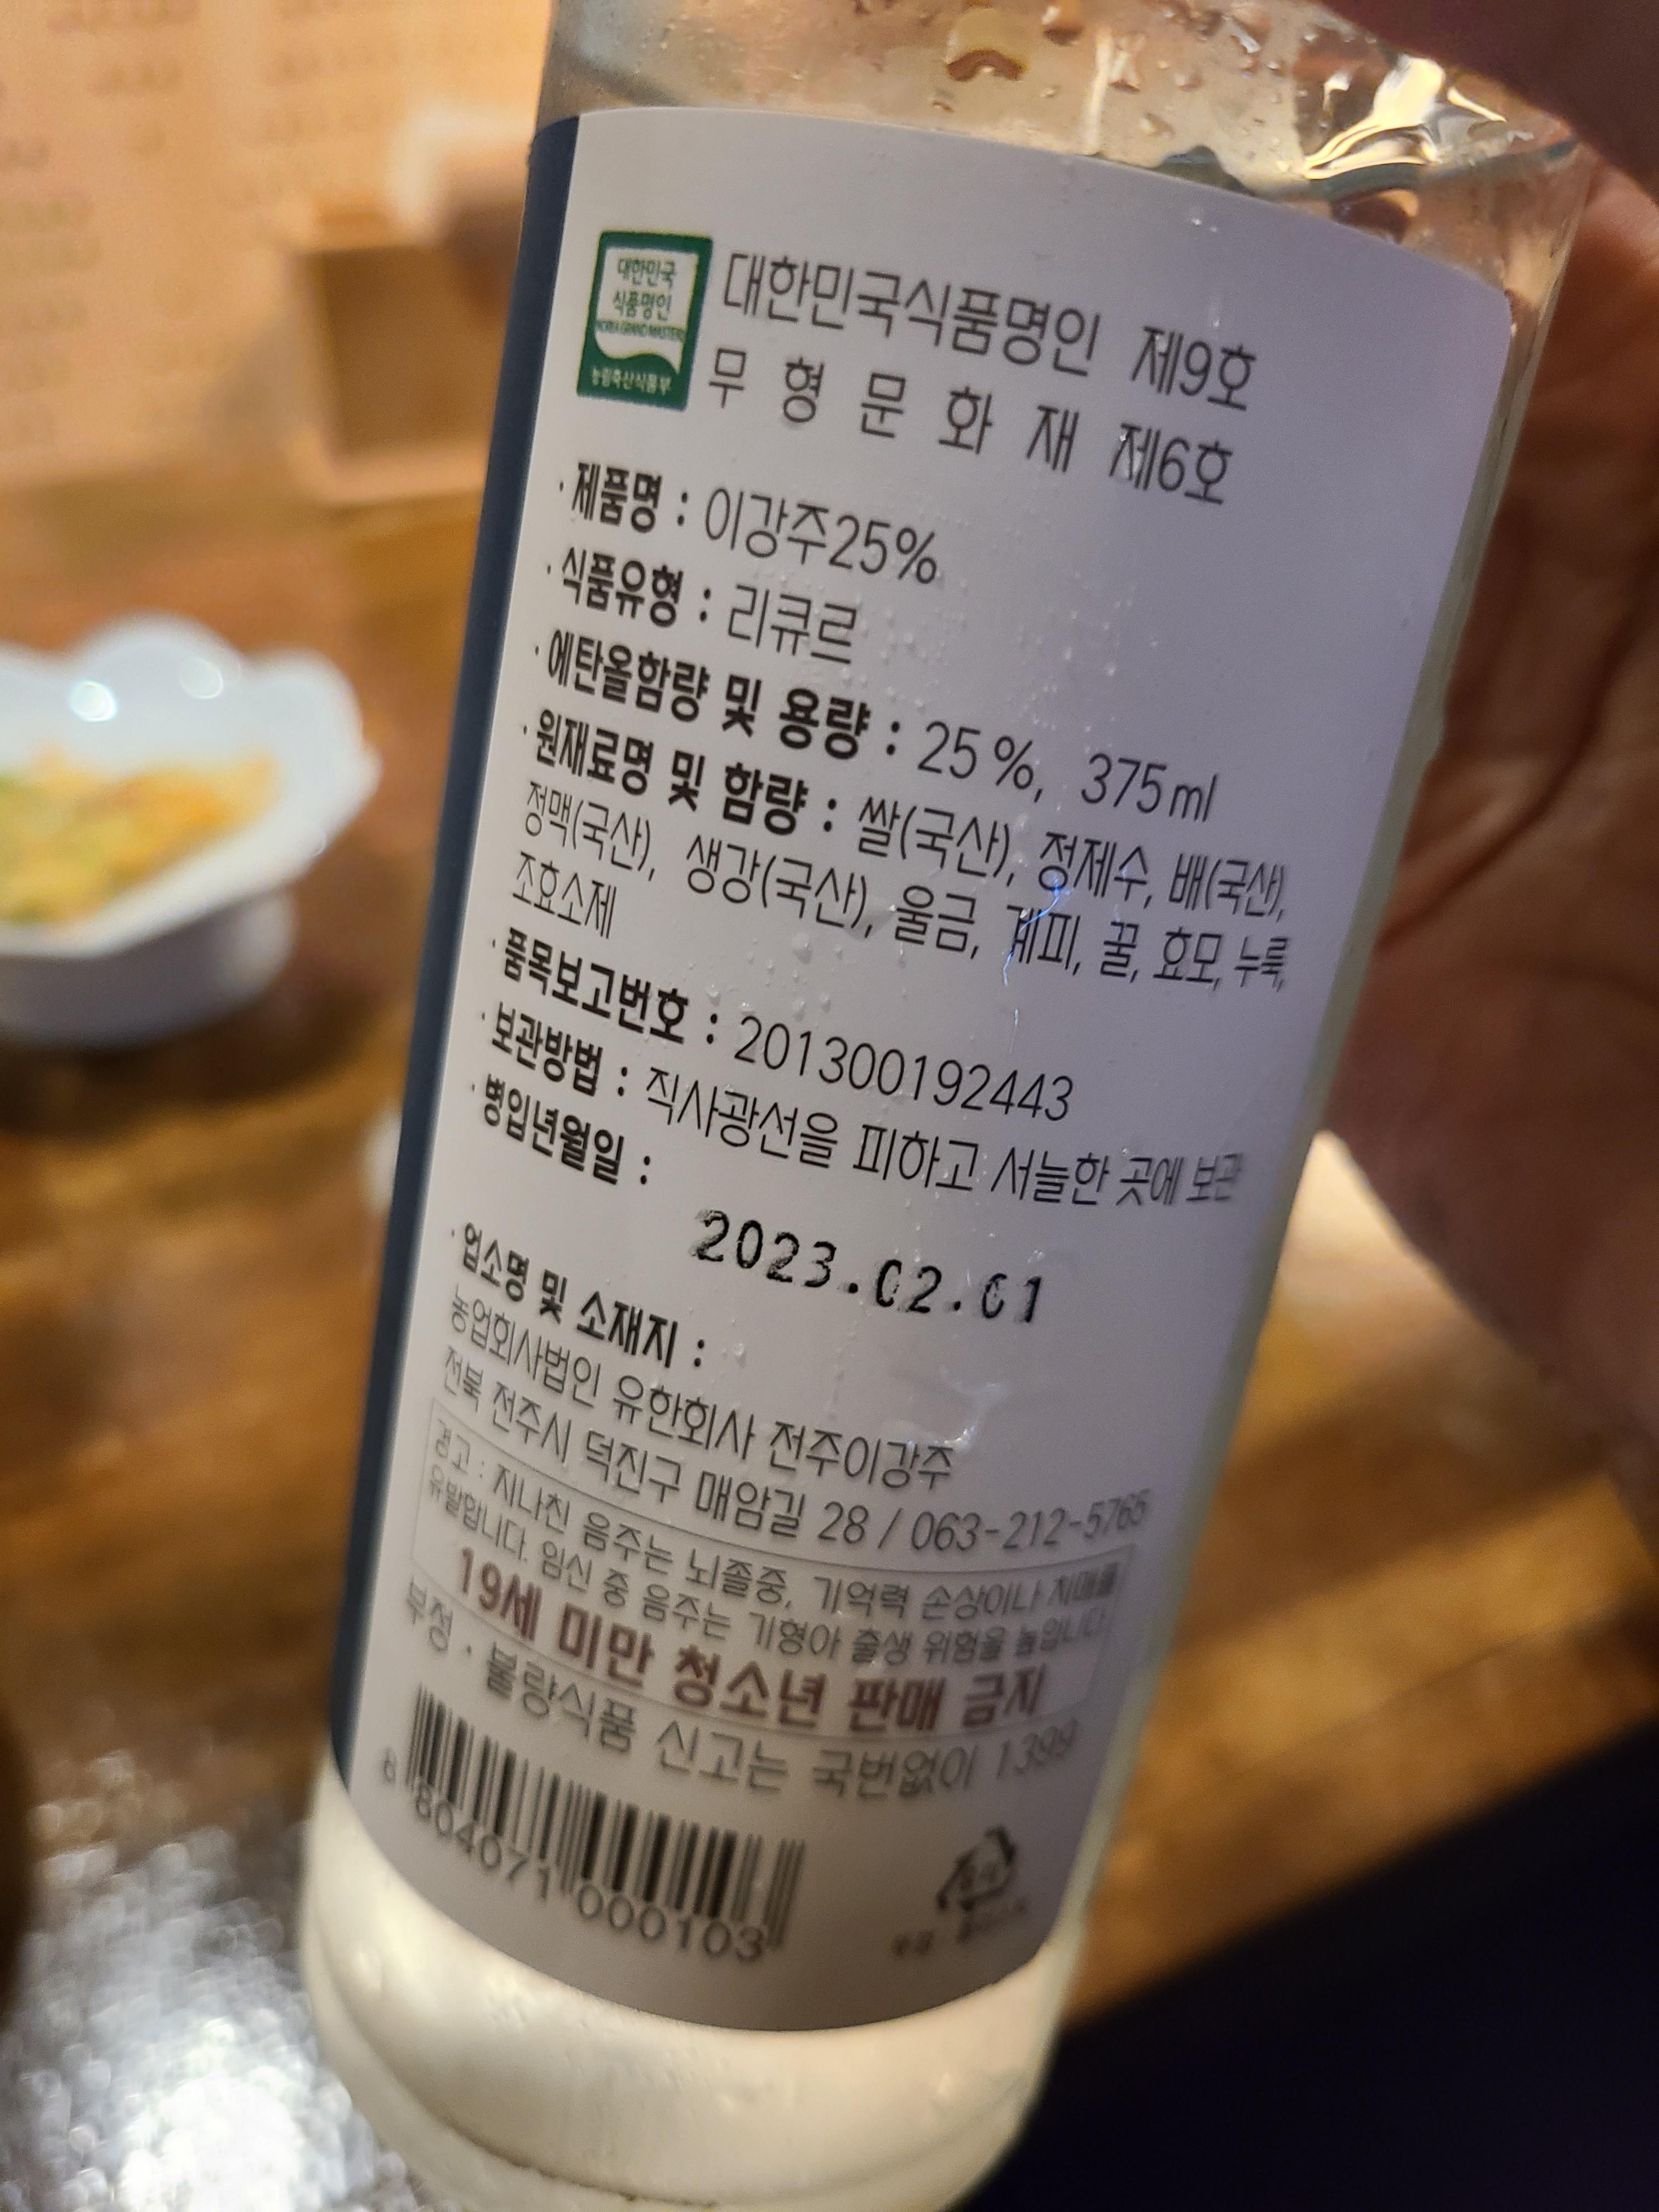 대한민국
식품명인
KOREA GRAND MASTER
농림축산식품부
대한민국식품명인 제9호
무 형 문 화 재 제6호
· 제품명 : 이강주25%
· 식품유형 : 리큐르
· 에탄올함량 및 용량 : 25%, 375ml
· 원재료명 및 함량 : 쌀(국산), 정제수, 배(국산),
정맥(국산), 생강(국산), 울금, 계피, 꿀, 효모, 누룩,
조효소제
· 품목보고번호 : 201300192443
· 보관방법 : 직사광선을 피하고 서늘한 곳에 보관
· 병입년월일 :
2023.02.01
· 업소명 및 소재지 :
농업회사법인 유한회사 전주이강주
전북 전주시 덕진구 매암길 28 / 063-212-5765
경고 : 지나친 음주는 뇌졸중, 기억력 손상이나 치매를
유발합니다. 임신 중 음주는 기형아 출생 위험을 높입니다.
19세 미만 청소년 판매 금지
부정 · 불량식품 신고는 국번없이 1399
8 804071 000103